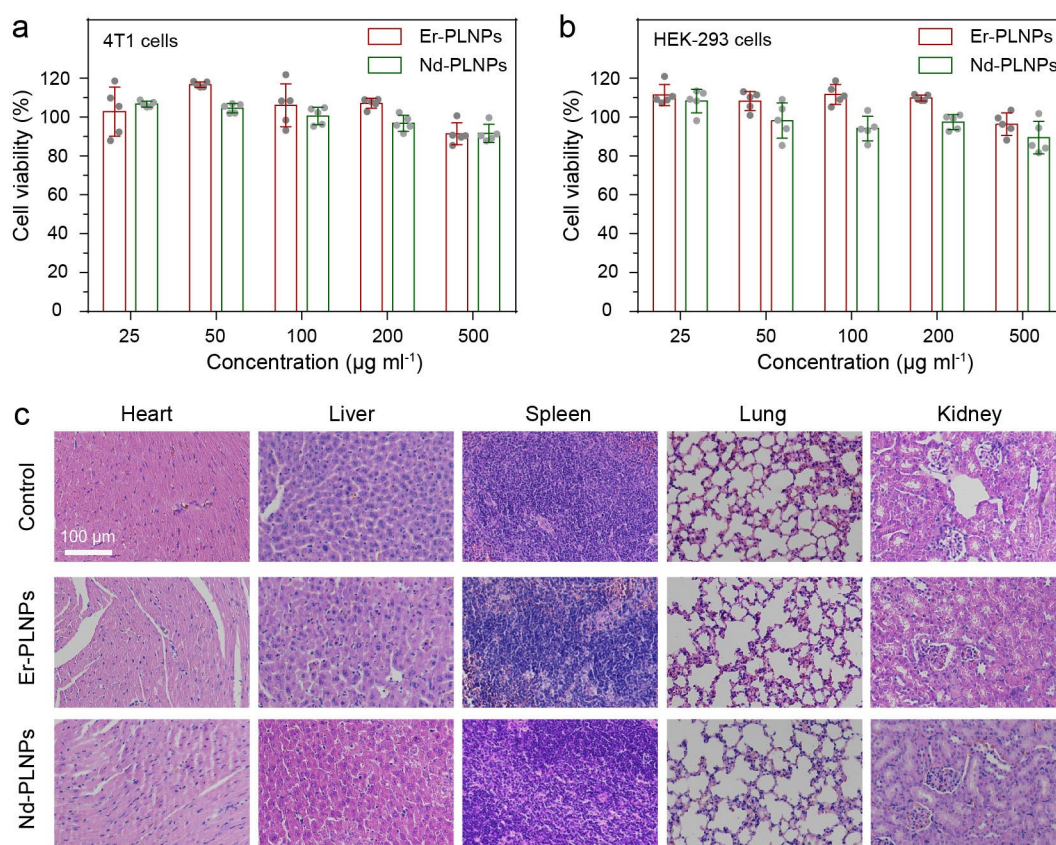 a
4T1 cells
Er-PLNPs
Nd-PLNPs
Cell viability (%)
120
100
80
60
40
20
0
25 50 100 200 500
Concentration (µg ml⁻¹)
b
HEK-293 cells
Er-PLNPs
Nd-PLNPs
Cell viability (%)
120
100
80
60
40
20
0
25 50 100 200 500
Concentration (µg ml⁻¹)
c
Heart Liver Spleen Lung Kidney
Control
100 µm
Er-PLNPs
Nd-PLNPs